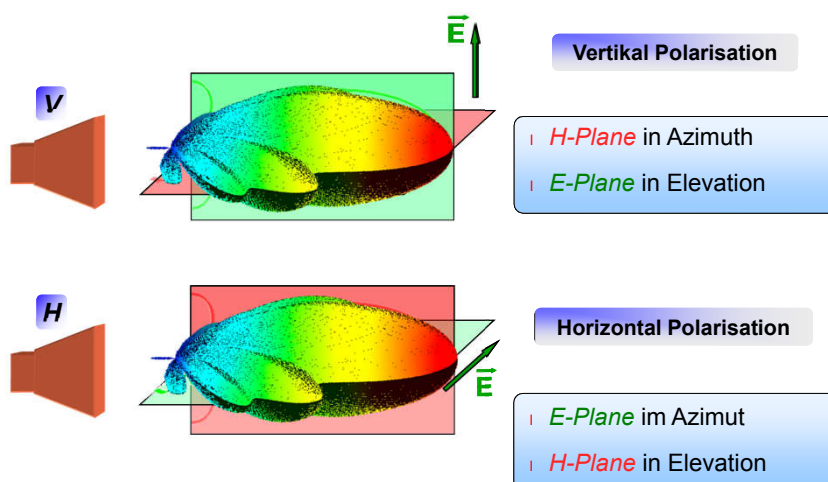 E
Vertikal Polarisation
V
H-Plane in Azimuth
E-Plane in Elevation
H
Horizontal Polarisation
E
E-Plane im Azimut
H-Plane in Elevation